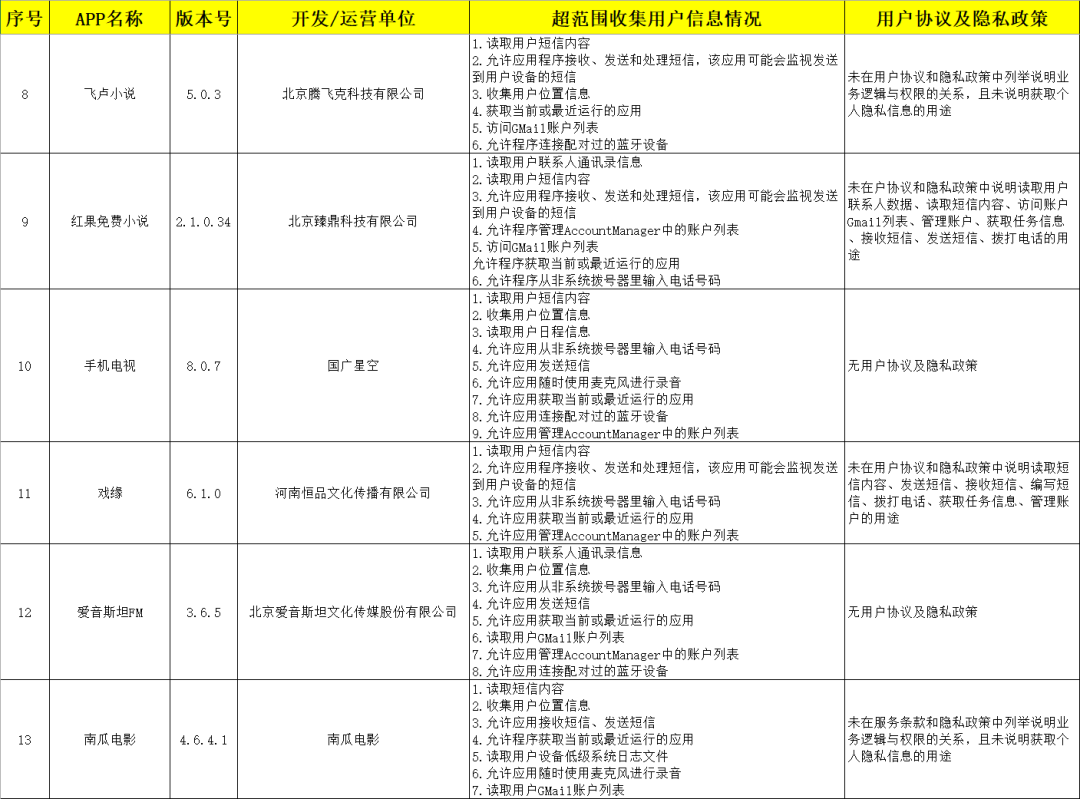 序号 APP名称 版本号 开发/运营单位 超范围收集用户信息情况 用户协议及隐私政策
8 飞卢小说 5.0.3 北京腾飞克科技有限公司
1.读取用户短信内容
2.允许应用程序接收、发送和处理短信，该应用可能会监视发送
到用户设备的短信
3.收集用户位置信息
4.获取当前或最近运行的应用
5.访问GMail账户列表
6.允许程序连接配对过的蓝牙设备
未在用户协议和隐私政策中列举说明业
务逻辑与权限的关系，且未说明获取个
人隐私信息的用途
9 红果免费小说 2.1.0.34 北京臻鼎科技有限公司
1.读取用户联系人通讯录信息
2.读取用户短信内容
3.允许应用程序接收、发送和处理短信，该应用可能会监视发送
到用户设备的短信
4.允许程序管理AccountManager中的账户列表
5.访问GMail账户列表
允许程序获取当前或最近运行的应用
6.允许程序从非系统拨号器里输入电话号码
未在户协议和隐私政策中说明读取用户
联系人数据、读取短信内容、访问账户
Gmail列表、管理账户、获取任务信息
、接收短信、发送短信、拨打电话的用
途
10 手机电视 8.0.7 国广星空
1.读取用户短信内容
2.收集用户位置信息
3.读取用户日程信息
4.允许应用从非系统拨号器里输入电话号码
5.允许应用发送短信
6.允许应用随时使用麦克风进行录音
7.允许应用获取当前或最近运行的应用
8.允许应用连接配对过的蓝牙设备
9.允许应用管理AccountManager中的账户列表
无用户协议及隐私政策
11 戏缘 6.1.0 河南恒品文化传播有限公司
1.读取用户短信内容
2.允许应用程序接收、发送和处理短信，该应用可能会监视发送
到用户设备的短信
3.允许应用从非系统拨号器里输入电话号码
4.允许应用获取当前或最近运行的应用
5.允许应用管理AccountManager中的账户列表
未在用户协议和隐私政策中说明读取短
信内容、发送短信、接收短信、编写短
信、拨打电话、获取任务信息、管理账
户的用途
12 爱音斯坦FM 3.6.5 北京爱音斯坦文化传媒股份有限公司
1.读取用户联系人通讯录信息
2.收集用户位置信息
3.允许应用从非系统拨号器里输入电话号码
4.允许应用发送短信
5.允许应用获取当前或最近运行的应用
6.读取用户GMail账户列表
7.允许应用管理AccountManager中的账户列表
8.允许应用连接配对过的蓝牙设备
无用户协议及隐私政策
13 南瓜电影 4.6.4.1 南瓜电影
1.读取短信内容
2.收集用户位置信息
3.允许应用接收短信、发送短信
4.允许程序获取当前或最近运行的应用
5.读取用户设备低级系统日志文件
6.允许应用随时使用麦克风进行录音
7.读取用户GMail账户列表
未在服务条款和隐私政策中列举说明业
务逻辑与权限的关系，且未说明获取个
人隐私信息的用途